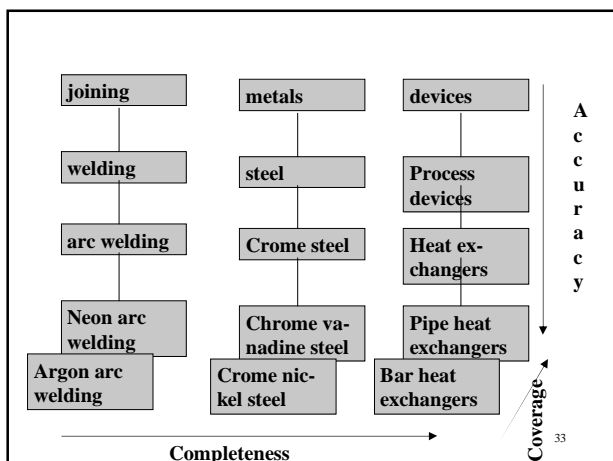 joining
metals
devices
welding
steel
Process
devices
arc welding
Crome steel
Heat ex-
changers
Neon arc
welding
Chrome va-
nadine steel
Pipe heat
exchangers
Argon arc
welding
Crome nic-
kel steel
Bar heat
exchangers
Accuracy
Coverage
Completeness
33